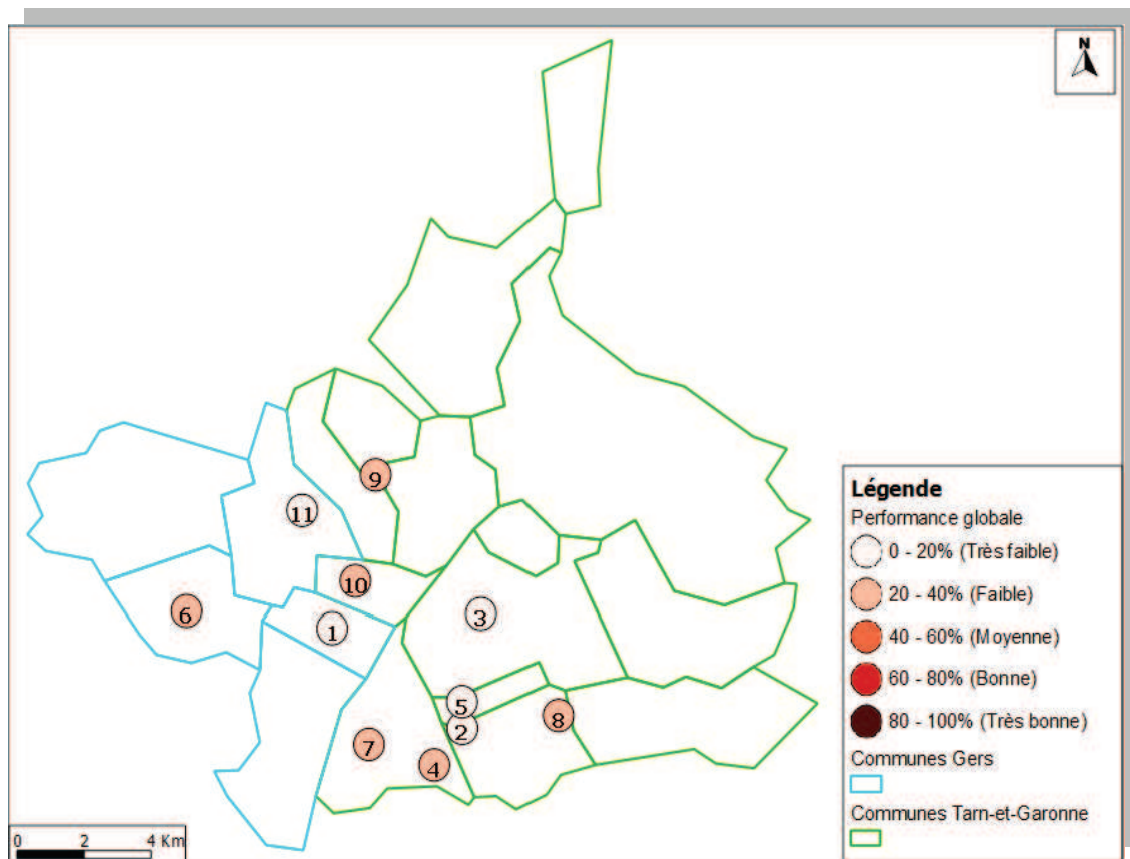 N
9
11
10
6
1
3
5
2
8
7
4
Légende
Performance globale
0 - 20% (Très faible)
20 - 40% (Faible)
40 - 60% (Moyenne)
60 - 80% (Bonne)
80 - 100% (Très bonne)
Communes Gers
Communes Tarn-et-Garonne
0 2 4 Km